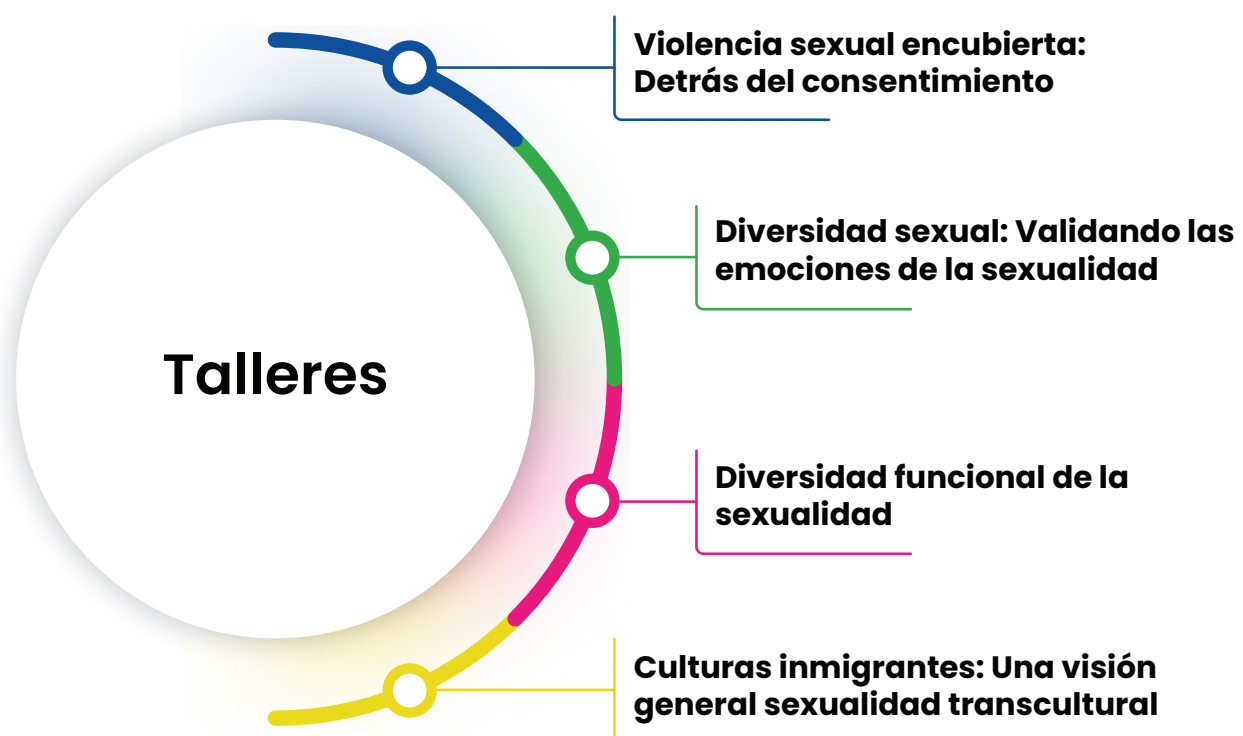 Violencia sexual encubierta:
Detrás del consentimiento
Diversidad sexual: Validando las
emociones de la sexualidad
Talleres
Diversidad funcional de la
sexualidad
Culturas inmigrantes: Una visión
general sexualidad transcultural